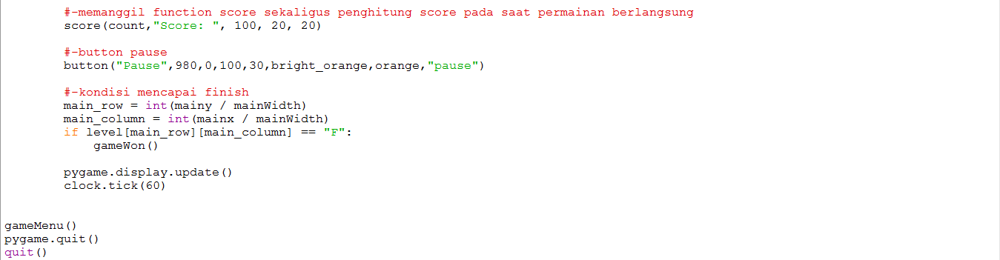 #-memanggil function score sekaligus penghitung score pada saat permainan berlangsung
score(count,"Score: ", 100, 20, 20)
#-button pause
button("Pause",980,0,100,30,bright_orange,orange,"pause")
#-kondisi mencapai finish
main_row = int(mainy / mainWidth)
main_column = int(mainx / mainWidth)
if level[main_row][main_column] == "F":
gameWon()
pygame.display.update()
clock.tick(60)
gameMenu()
pygame.quit()
quit()